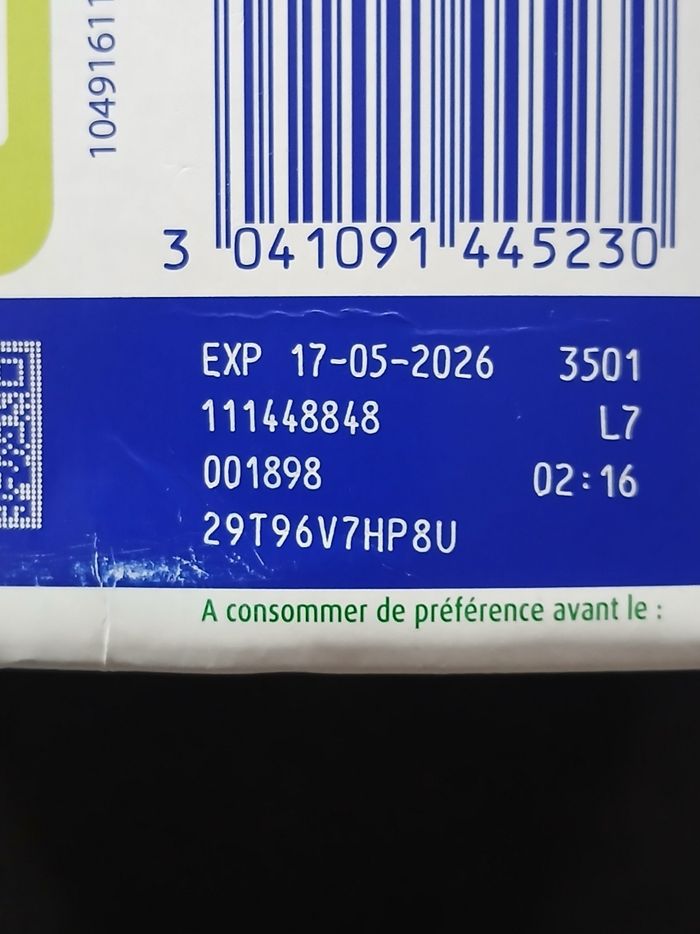 10491611
3 041091 445230
EXP 17-05-2026 3501
111448848 L7
001898 02:16
29T96V7HP8U
A consommer de préférence avant le :